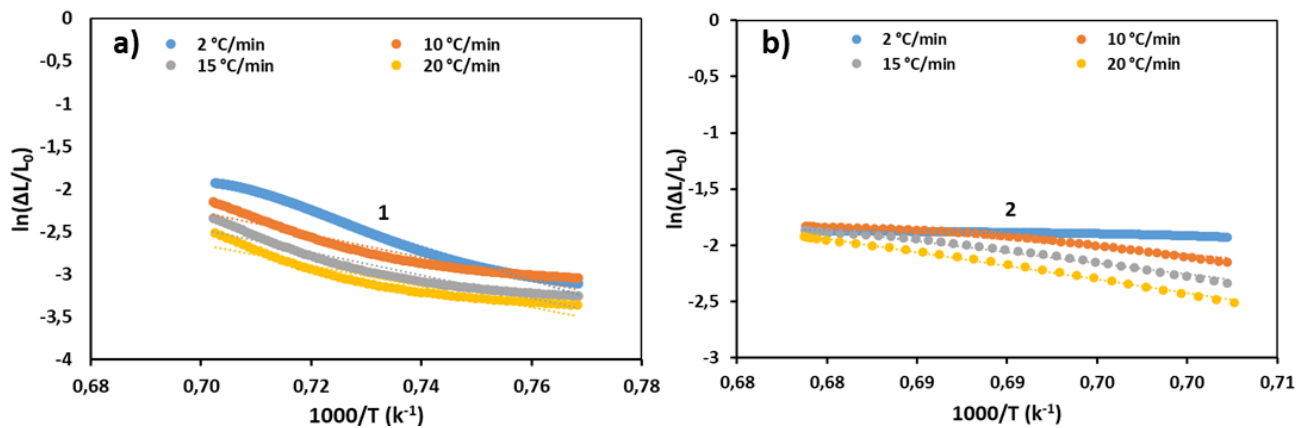 a)
2 °C/min
10 °C/min
15 °C/min
20 °C/min
1
ln(ΔL/L₀)
0
-0,5
-1
-1,5
-2
-2,5
-3
-3,5
-4
0,68 0,70 0,72 0,74 0,76 0,78
1000/T (k⁻¹)
b)
2 °C/min
10 °C/min
15 °C/min
20 °C/min
2
ln(ΔL/L₀)
0
-0,5
-1
-1,5
-2
-2,5
-3
0,68 0,68 0,69 0,69 0,70 0,70 0,71
1000/T (k⁻¹)